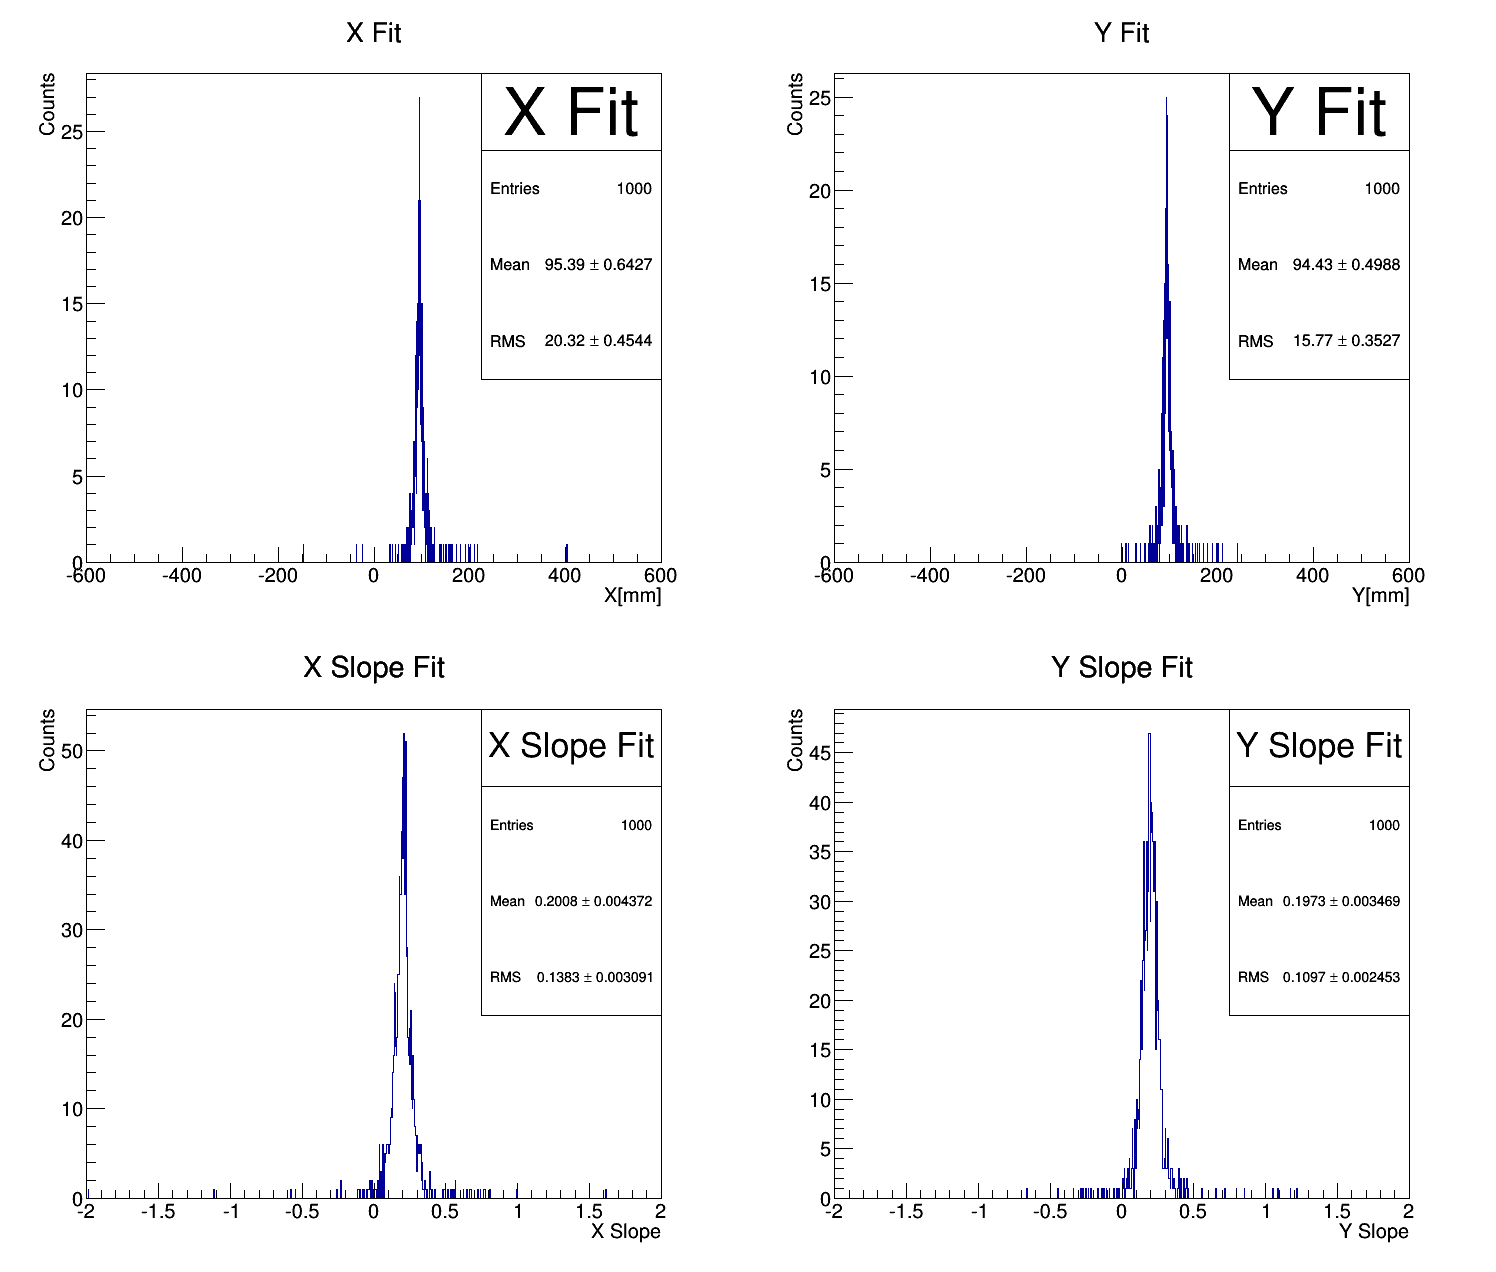 X Fit
Counts
25
20
15
10
5
0
-600 -400 -200 0 200 400 600
X[mm]
X Fit
Entries 1000
Mean 95.39 ± 0.6427
RMS 20.32 ± 0.4544
Y Fit
Counts
25
20
15
10
5
0
-600 -400 -200 0 200 400 600
Y[mm]
Y Fit
Entries 1000
Mean 94.43 ± 0.4988
RMS 15.77 ± 0.3527
X Slope Fit
Counts
50
40
30
20
10
0
-2 -1.5 -1 -0.5 0 0.5 1 1.5 2
X Slope
X Slope Fit
Entries 1000
Mean 0.2008 ± 0.004372
RMS 0.1383 ± 0.003091
Y Slope Fit
Counts
45
40
35
30
25
20
15
10
5
0
-2 -1.5 -1 -0.5 0 0.5 1 1.5 2
Y Slope
Y Slope Fit
Entries 1000
Mean 0.1973 ± 0.003469
RMS 0.1097 ± 0.002453